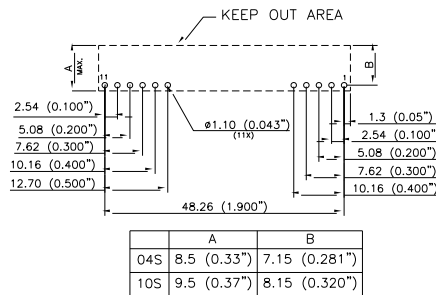 KEEP OUT AREA
A
MAX.
B
11
1
2.54 (0.100")
5.08 (0.200")
7.62 (0.300")
10.16 (0.400")
12.70 (0.500")
ø1.10 (0.043")
(11X)
1.3 (0.05")
2.54 (0.100"
5.08 (0.200")
7.62 (0.300")
10.16 (0.400")
48.26 (1.900")
A B
04S 8.5 (0.33") 7.15 (0.281")
10S 9.5 (0.37") 8.15 (0.320")